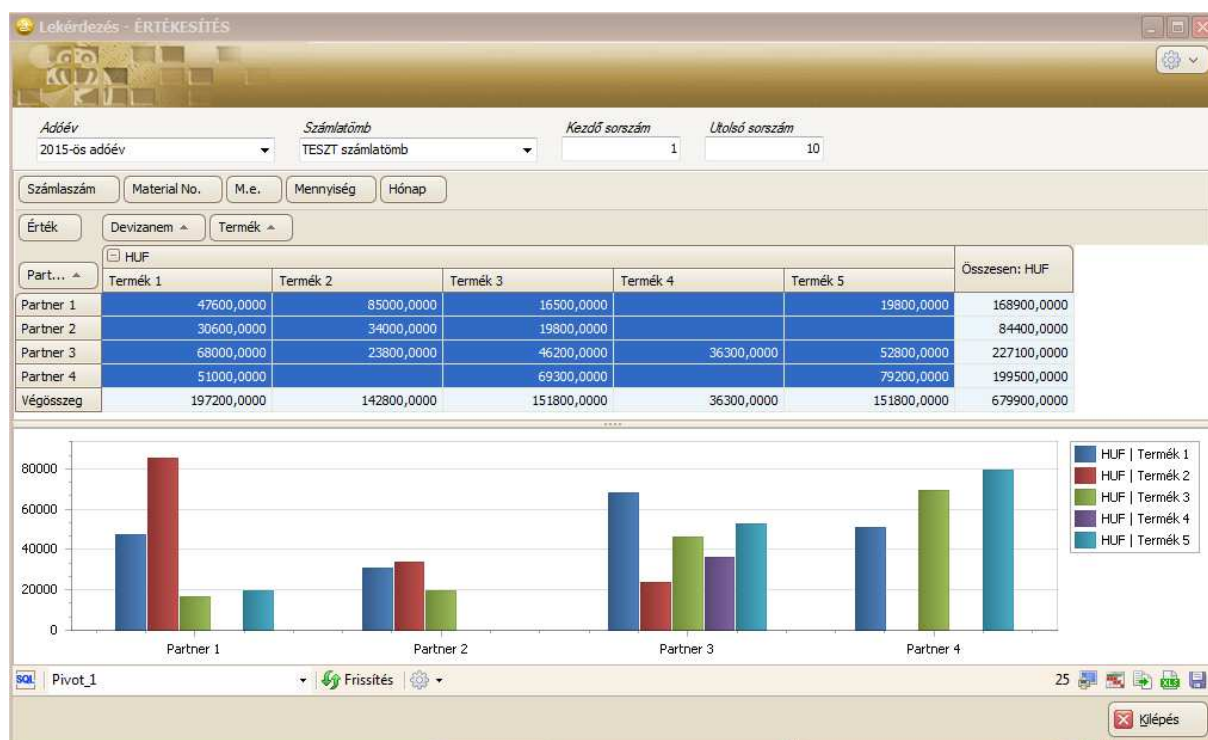 Lekérdezés - ÉRTÉKESÍTÉS
Adóév Számlatömb Kezdő sorszám Utolsó sorszám
2015-ös adóév TESZT számlatömb 1 10
Számlaszám Material No. M.e. Mennyiség Hónap
Érték Devizanem Termék
HUF
Part... Termék 1 Termék 2 Termék 3 Termék 4 Termék 5 Összesen: HUF
Partner 1 47600,0000 85000,0000 16500,0000 19800,0000 168900,0000
Partner 2 30600,0000 34000,0000 19800,0000 84400,0000
Partner 3 68000,0000 23800,0000 46200,0000 36300,0000 52800,0000 227100,0000
Partner 4 51000,0000 69300,0000 79200,0000 199500,0000
Végösszeg 197200,0000 142800,0000 151800,0000 36300,0000 151800,0000 679900,0000
80000
60000
40000
20000
0
Partner 1 Partner 2 Partner 3 Partner 4
HUF | Termék 1
HUF | Termék 2
HUF | Termék 3
HUF | Termék 4
HUF | Termék 5
SQL Pivot_1 Frissítés 25 XLS
Kilépés